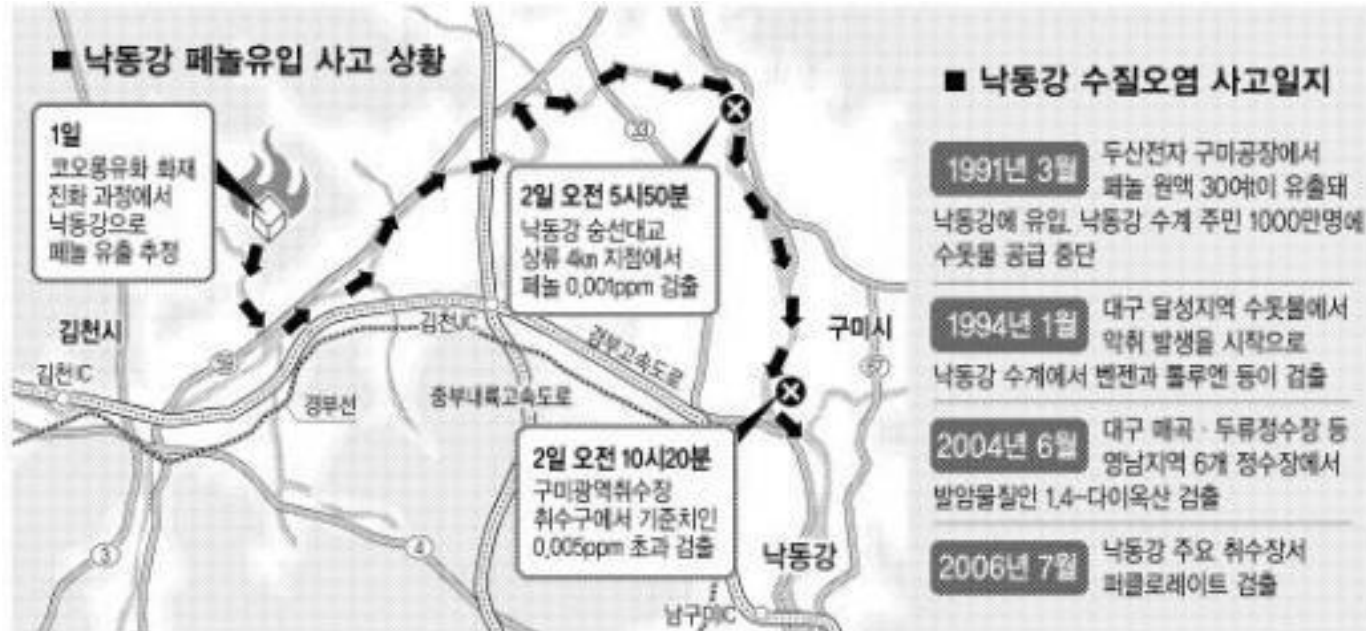 ■ 낙동강 페놀유입 사고 상황
1일
코오롱유화 화재
진화 과정에서
낙동강으로
페놀 유출 추정
2일 오전 5시50분
낙동강 숭선대교
상류 4㎞ 지점에서
페놀 0.001ppm 검출
2일 오전 10시20분
구미광역취수장
취수구에서 기준치인
0.005ppm 초과 검출
33
김천시
김천IC
김천JC
경부고속도로
구미시
경부선
중부내륙고속도로
3
4
낙동강
남구미IC
■ 낙동강 수질오염 사고일지
1991년 3월
두산전자 구미공장에서
페놀 원액 30여t이 유출돼
낙동강에 유입. 낙동강 수계 주민 1000만명에
수돗물 공급 중단
1994년 1월
대구 달성지역 수돗물에서
악취 발생을 시작으로
낙동강 수계에서 벤젠과 톨루엔 등이 검출
2004년 6월
대구 매곡·두류정수장 등
영남지역 6개 정수장에서
발암물질인 1,4-다이옥산 검출
2006년 7월
낙동강 주요 취수장서
퍼클로레이트 검출